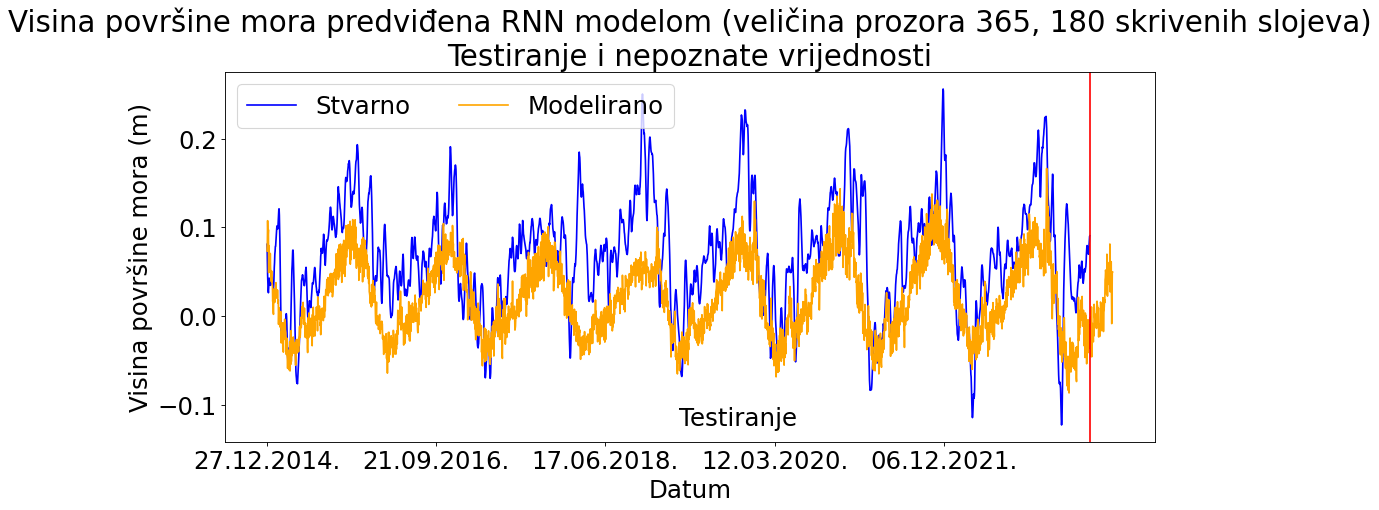 Visina površine mora predviđena RNN modelom (veličina prozora 365, 180 skrivenih slojeva)
Testiranje i nepoznate vrijednosti
Stvarno Modelirano
Visina površine mora (m)
0.2
0.1
0.0
−0.1
Testiranje
27.12.2014. 21.09.2016. 17.06.2018. 12.03.2020. 06.12.2021.
Datum